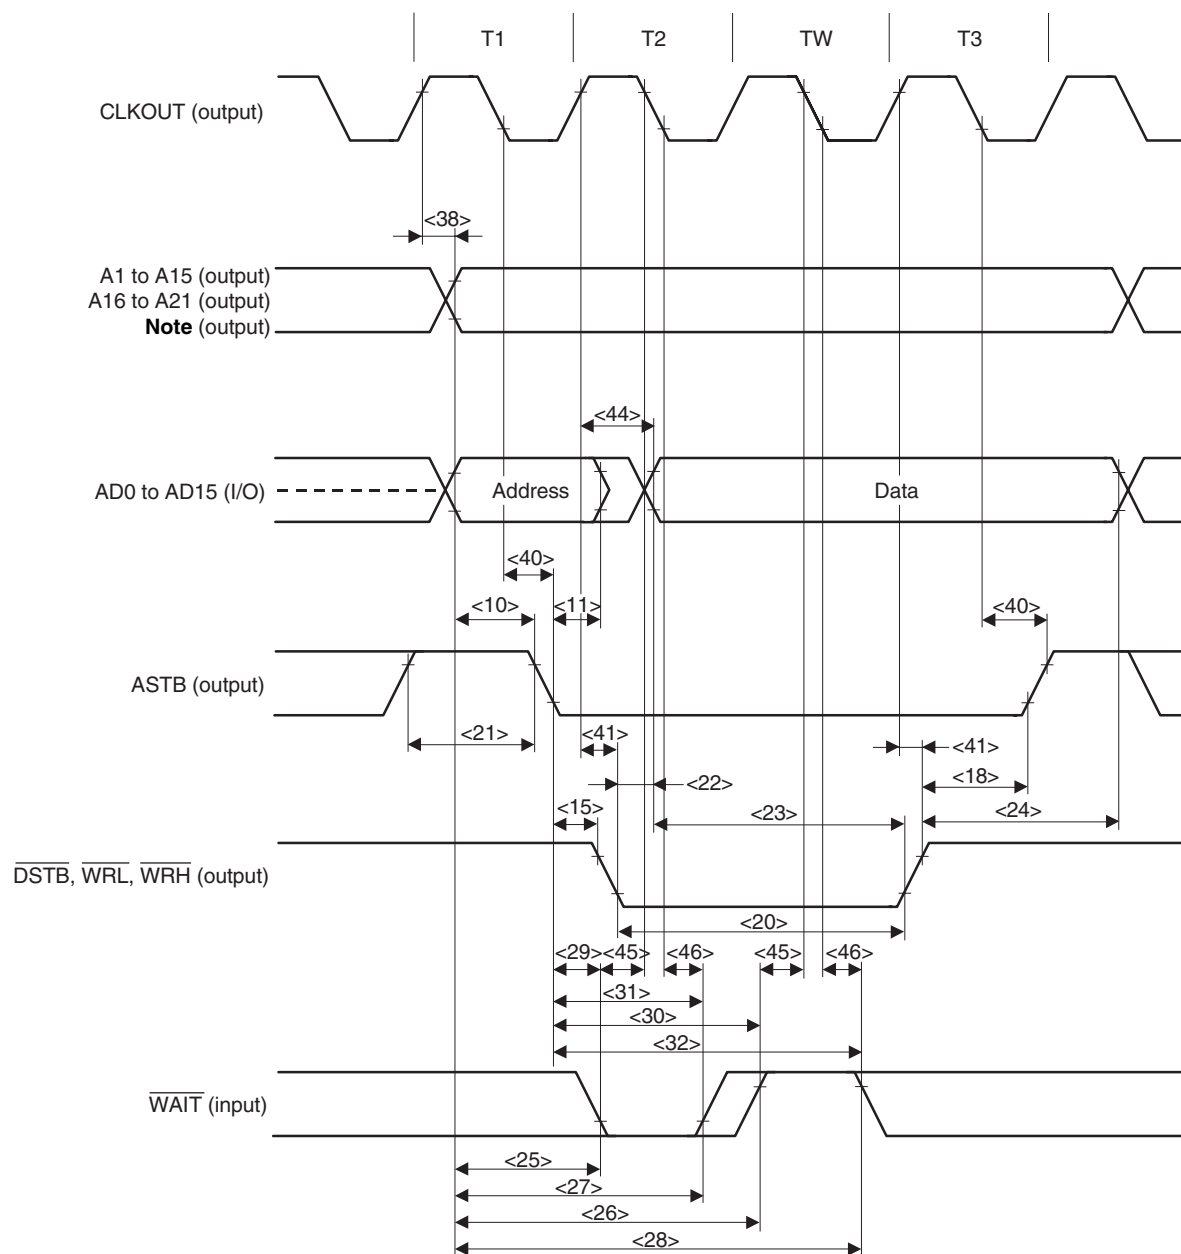 T1 T2 TW T3
CLKOUT (output)
<38>
A1 to A15 (output)
A16 to A21 (output)
Note (output)
<44>
AD0 to AD15 (I/O) Address Data
<40>
<10> <11> <40>
ASTB (output)
<21> <41> <41>
<22> <18>
<15> <23> <24>
DSTB, WRL, WRH (output)
<20>
<29> <45> <46> <45> <46>
<31>
<30>
<32>
WAIT (input)
<25>
<27>
<26>
<28>